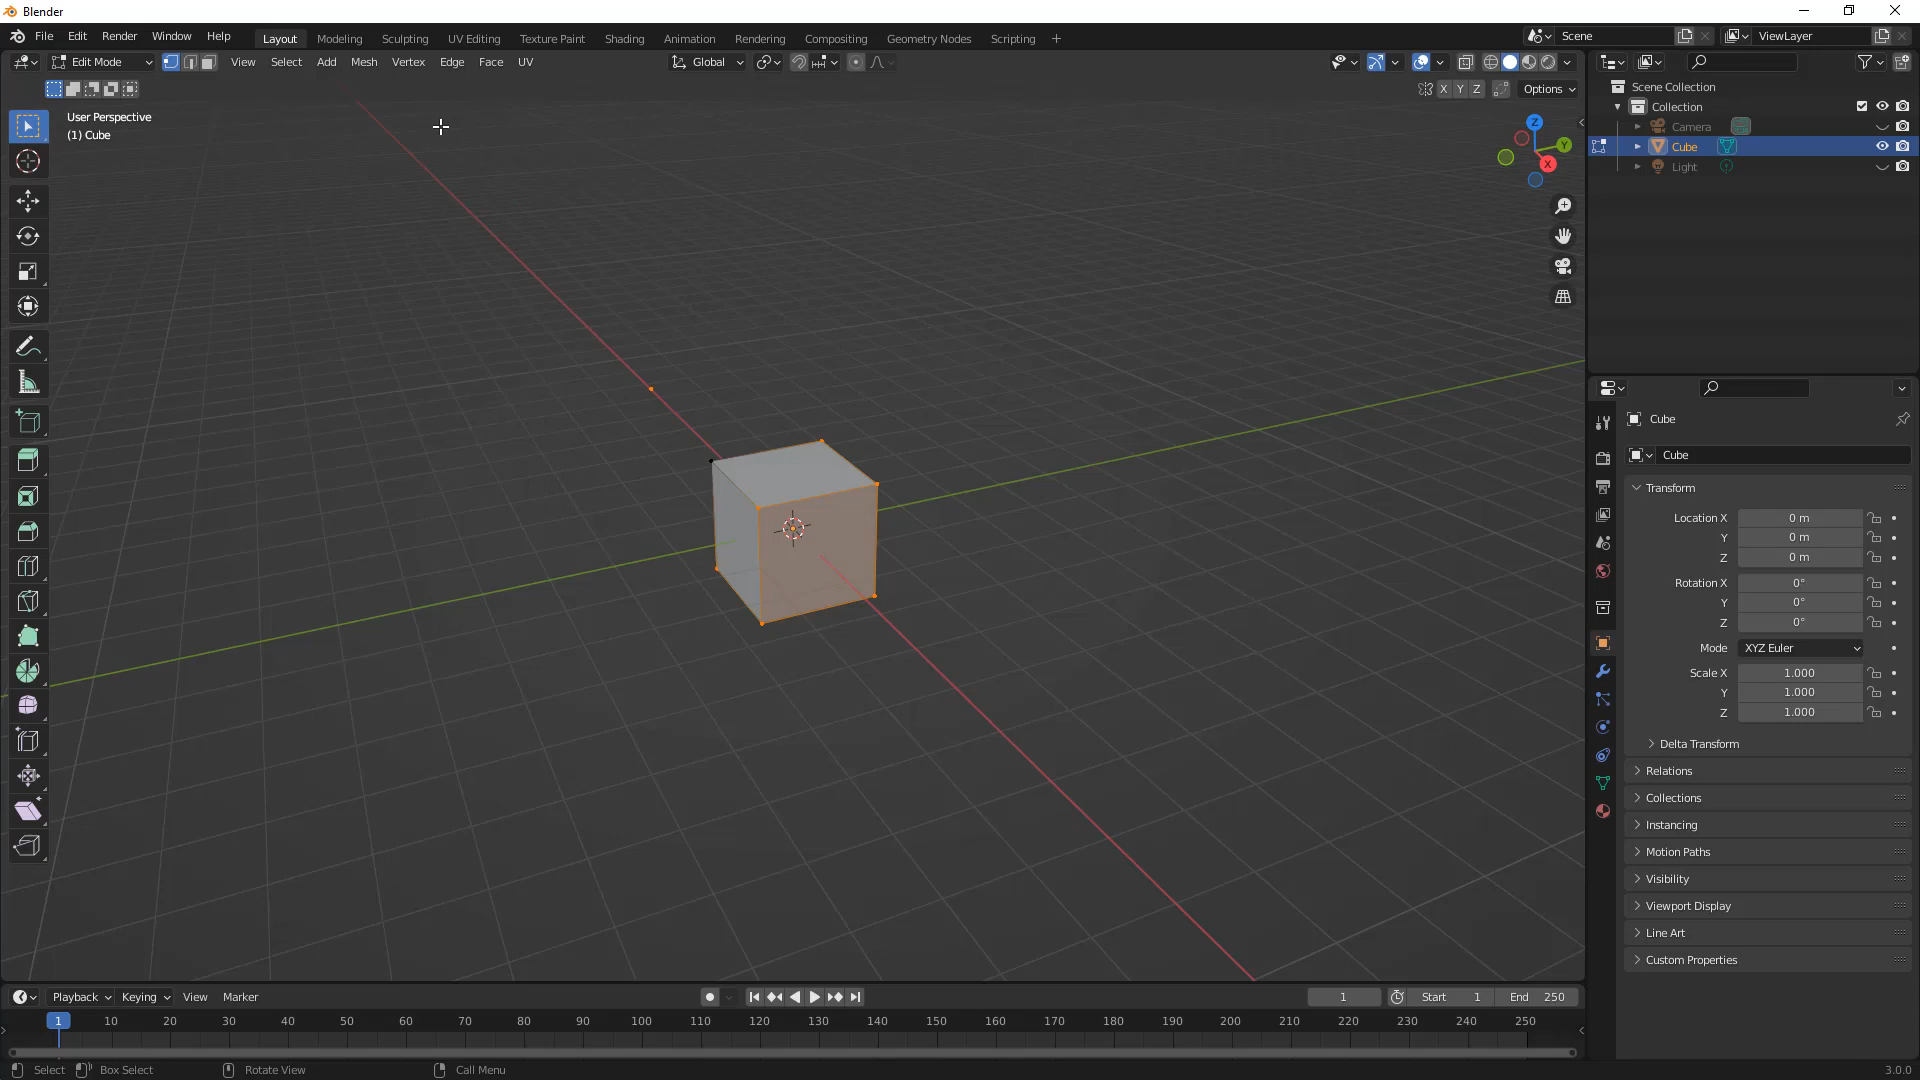 Blender
File Edit Render Window Help Layout Modeling Sculpting UV Editing Texture Paint Shading Animation Rendering Compositing Geometry Nodes Scripting + Scene ViewLayer
Edit Mode View Select Add Mesh Vertex Edge Face UV Global
X Y Z Options
User Perspective
(1) Cube
Z
Y
X
Scene Collection
Collection
Camera
Cube
Light
Cube
Cube
Transform
Location X 0 m
Y 0 m
Z 0 m
Rotation X 0°
Y 0°
Z 0°
Mode XYZ Euler
Scale X 1.000
Y 1.000
Z 1.000
Delta Transform
Relations
Collections
Instancing
Motion Paths
Visibility
Viewport Display
Line Art
Custom Properties
Playback Keying View Marker 1 Start 1 End 250
1 10 20 30 40 50 60 70 80 90 100 110 120 130 140 150 160 170 180 190 200 210 220 230 240 250
Select Box Select Rotate View Call Menu 3.0.0